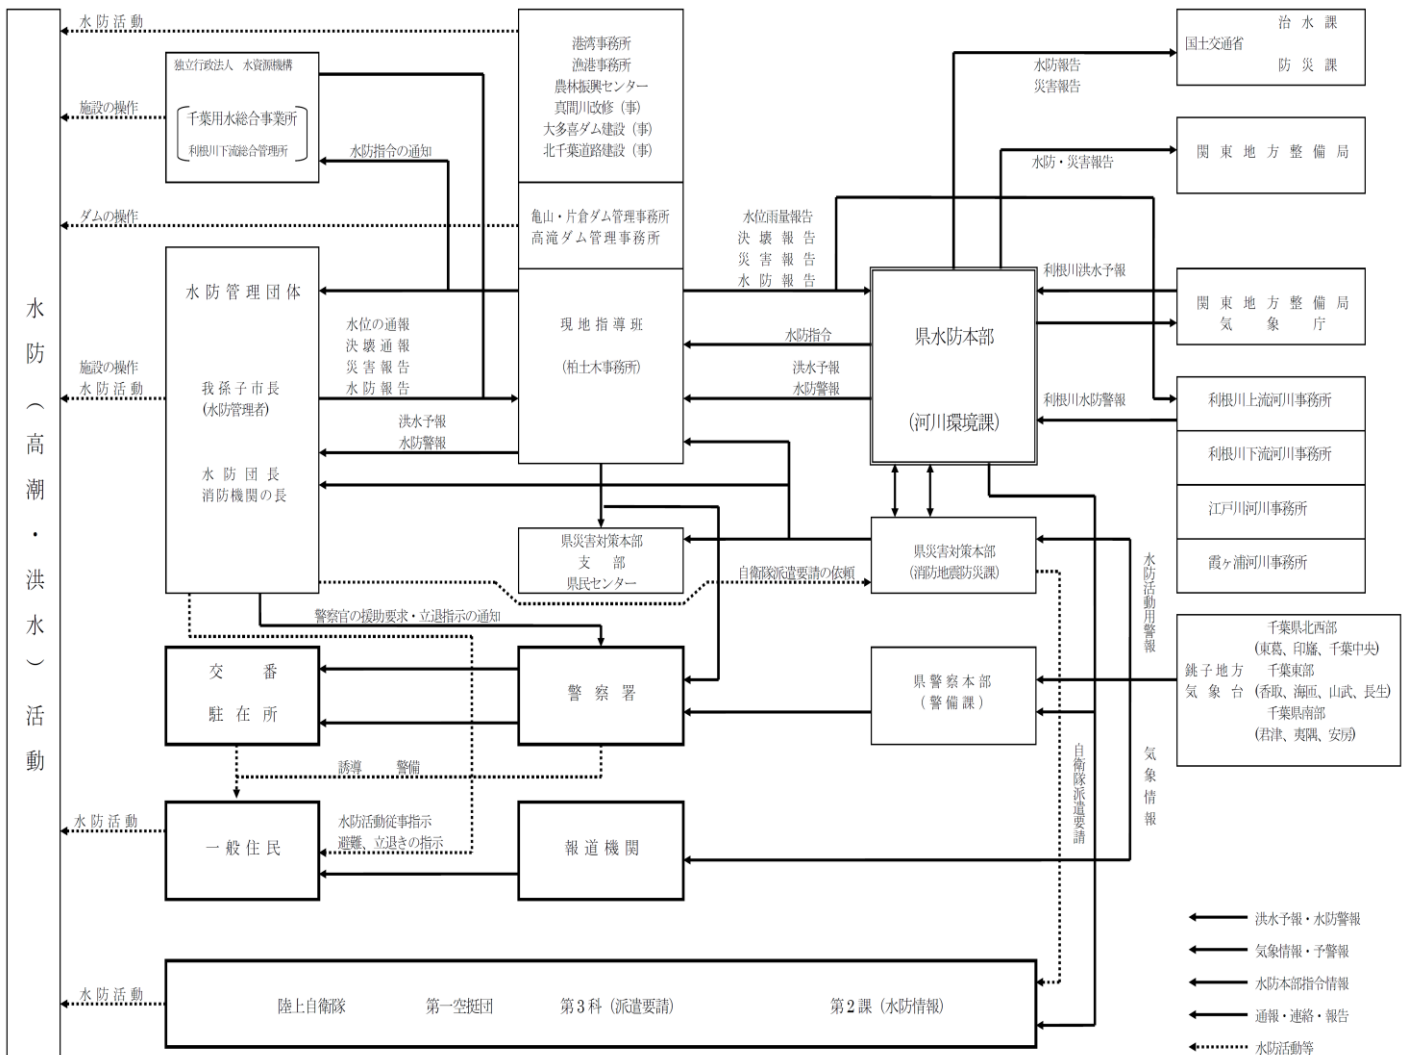 水防（高潮・洪水）活動
水防活動
施設の操作
ダムの操作
施設の操作
水防活動
水防活動
水防活動
独立行政法人　水資源機構
千葉用水総合事業所
利根川下流総合管理所
水防指令の通知
水防管理団体
我孫子市長
(水防管理者)
水防団長
消防機関の長
水位の通報
決壊通報
災害報告
水防報告
洪水予報
水防警報
港湾事務所
漁港事務所
農林振興センター
真間川改修（事）
大多喜ダム建設（事）
北千葉道路建設（事）
亀山・片倉ダム管理事務所
高滝ダム管理事務所
現地指導班
(柏土木事務所)
水位雨量報告
決壊報告
災害報告
水防報告
水防指令
洪水予報
水防警報
県水防本部
(河川環境課)
水防報告
災害報告
水防・災害報告
利根川洪水予報
利根川水防警報
国土交通省
治水課
防災課
関東地方整備局
関東地方整備局
気象庁
利根川上流河川事務所
利根川下流河川事務所
江戸川河川事務所
霞ヶ浦河川事務所
県災害対策本部
支部
県民センター
自衛隊派遣要請の依頼
県災害対策本部
(消防地震防災課)
水防活動用警報
警察官の援助要求・立退指示の通知
交番
駐在所
警察署
県警察本部
（警備課）
銚子地方
気象台
千葉県北西部
(東葛、印旛、千葉中央)
千葉東部
(香取、海匝、山武、長生)
千葉県南部
(君津、夷隅、安房)
誘導　警備
自衛隊派遣要請
気象情報
一般住民
水防活動従事指示
避難、立退きの指示
報道機関
陸上自衛隊　第一空挺団　第3科（派遣要請）　第2課（水防情報）
洪水予報・水防警報
気象情報・予警報
水防本部指令情報
通報・連絡・報告
水防活動等